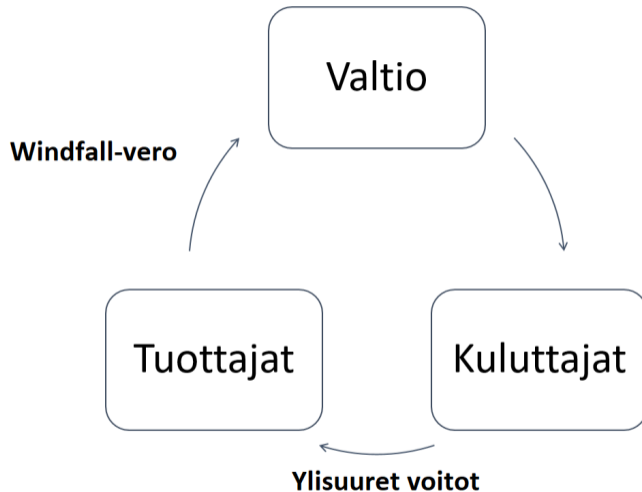 Valtio
Windfall-vero
Tuottajat
Kuluttajat
Ylisuuret voitot